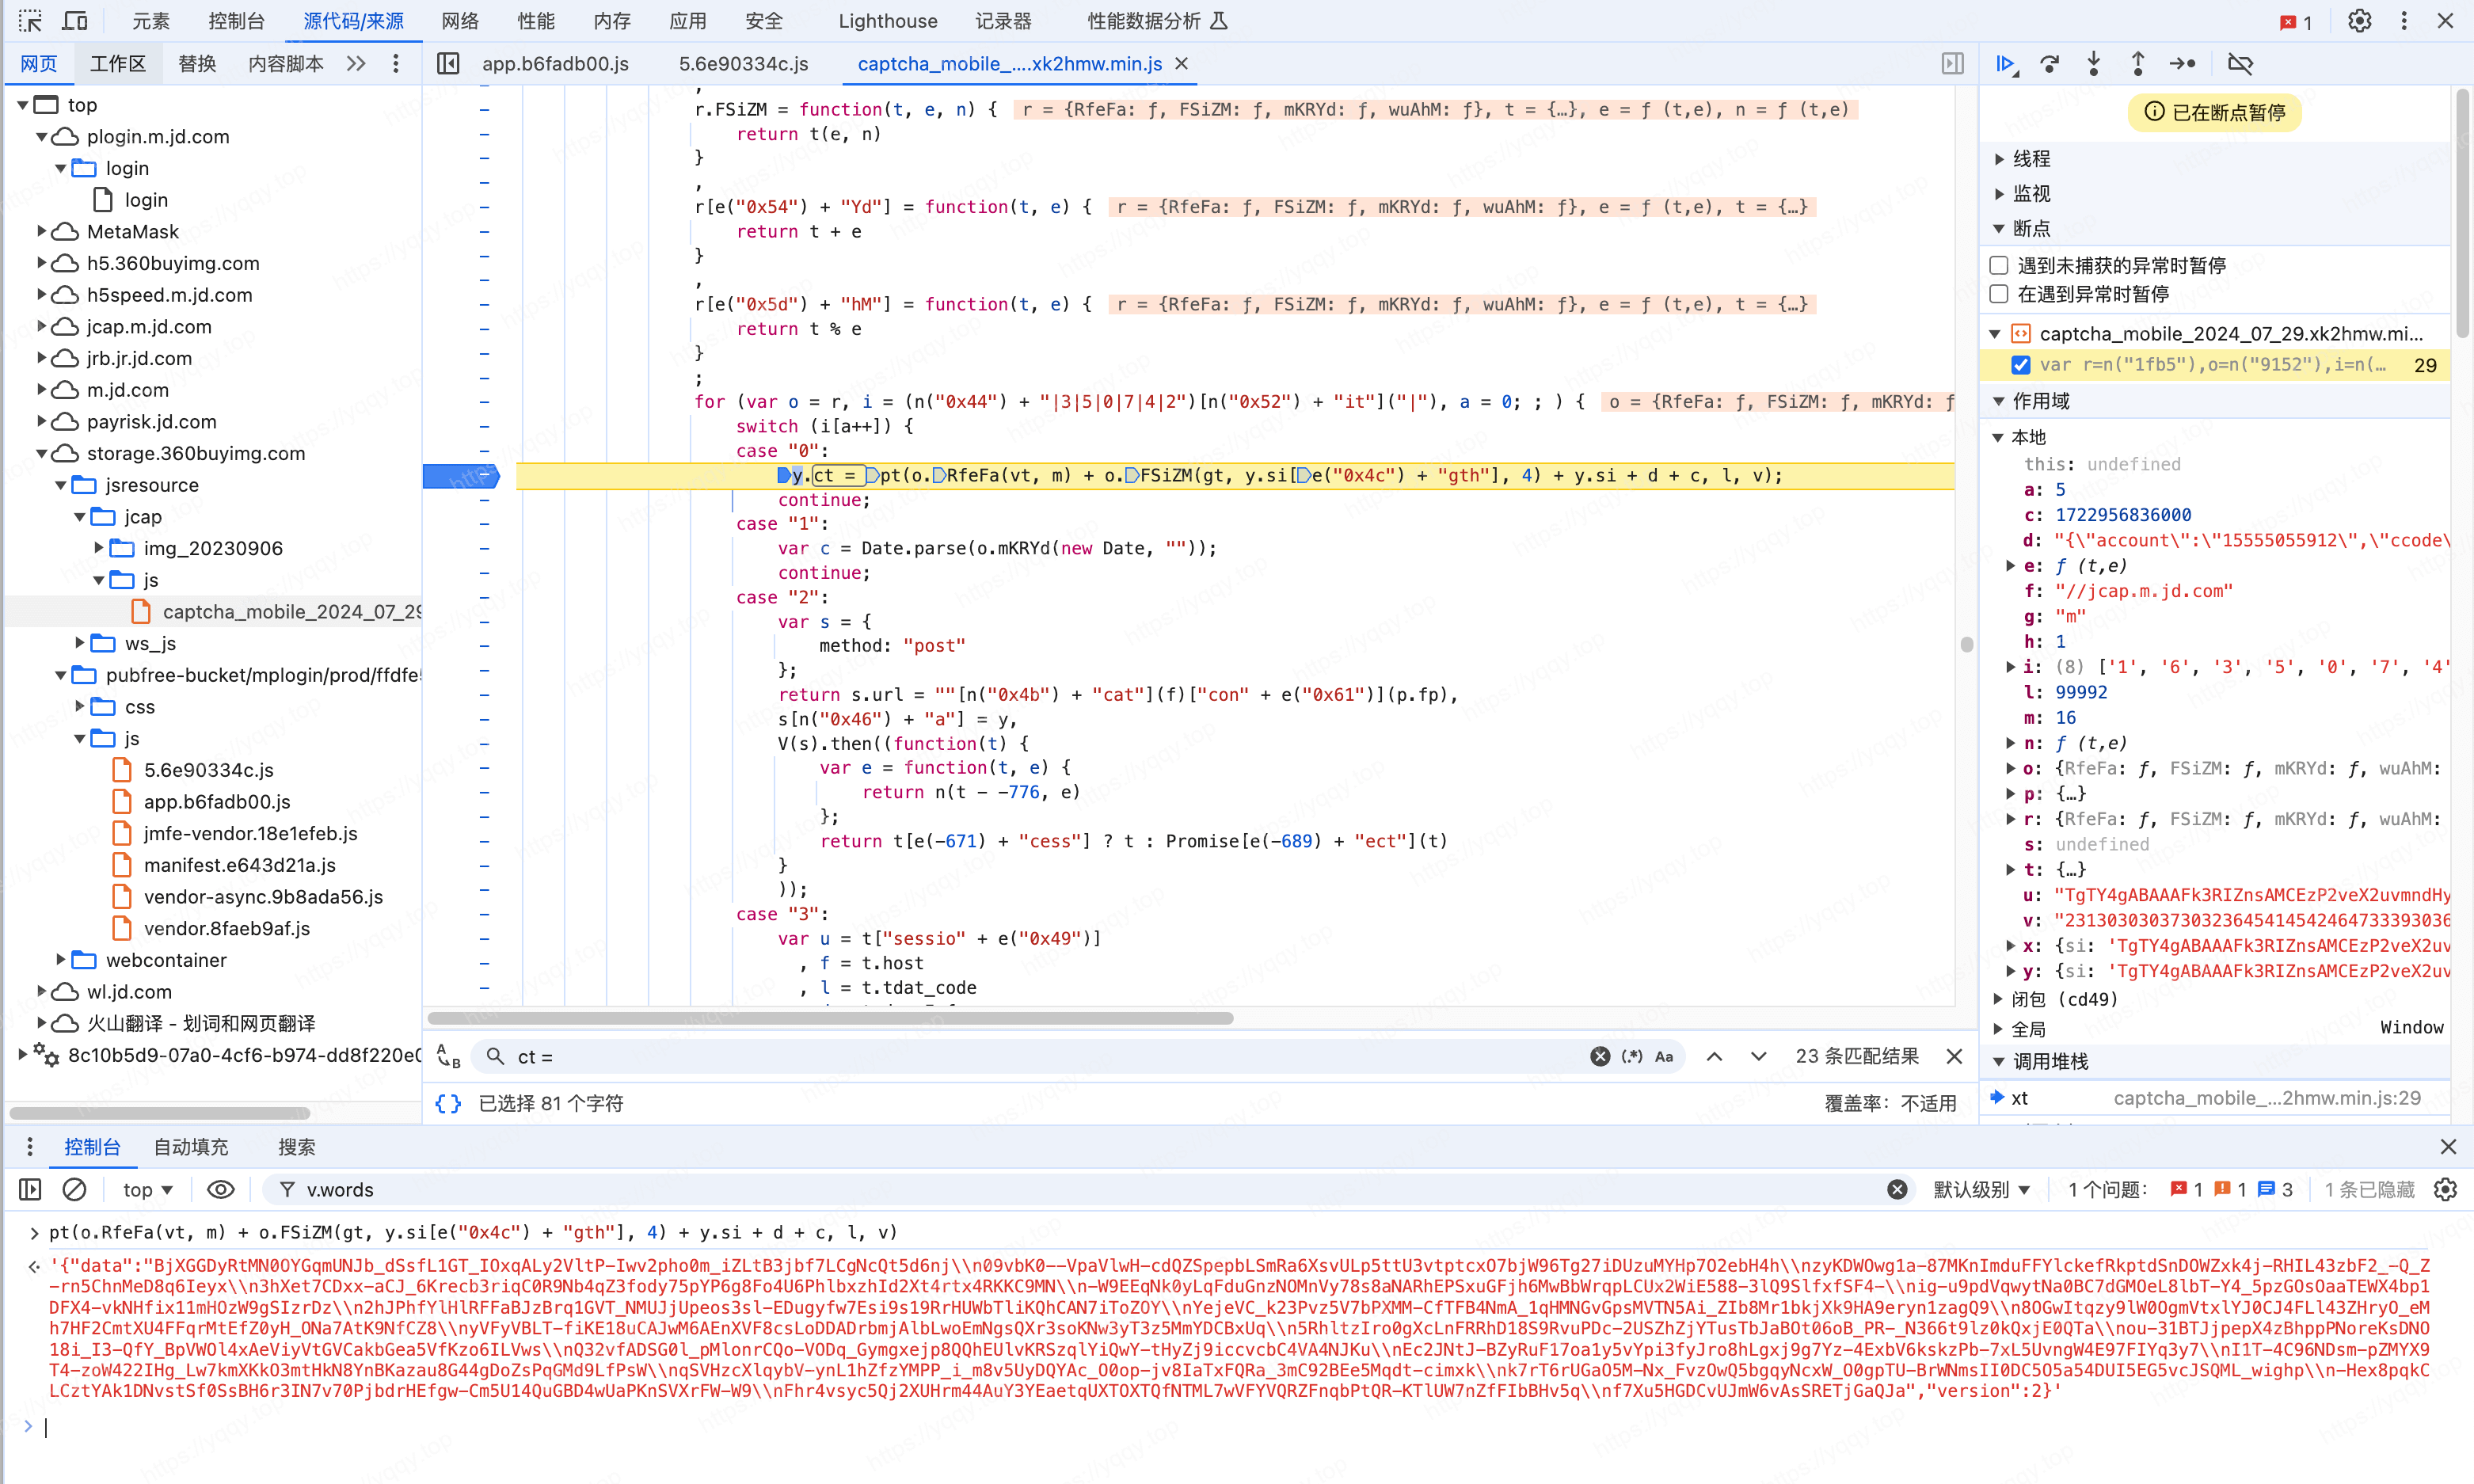 元素 控制台 源代码/来源 网络 性能 内存 应用 安全 Lighthouse 记录器 性能数据分析 1
网页 工作区 替换 内容脚本
app.b6fadb00.js 5.6e90334c.js captcha_mobile_....xk2hmw.min.js
top
plogin.m.jd.com
login
login
MetaMask
h5.360buyimg.com
h5speed.m.jd.com
jcap.m.jd.com
jrb.jr.jd.com
m.jd.com
payrisk.jd.com
storage.360buyimg.com
jsresource
jcap
img_20230906
js
captcha_mobile_2024_07_29
ws_js
pubfree-bucket/mplogin/prod/ffdfe
css
js
5.6e90334c.js
app.b6fadb00.js
jmfe-vendor.18e1efeb.js
manifest.e643d21a.js
vendor-async.9b8ada56.js
vendor.8faeb9af.js
webcontainer
wl.jd.com
火山翻译 - 划词和网页翻译
8c10b5d9-07a0-4cf6-b974-dd8f220e0
,
r.FSiZM = function(t, e, n) { r = {RfeFa: ƒ, FSiZM: ƒ, mKRYd: ƒ, wuAhM: ƒ}, t = {…}, e = ƒ (t,e), n = ƒ (t,e)
return t(e, n)
}
,
r[e("0x54") + "Yd"] = function(t, e) { r = {RfeFa: ƒ, FSiZM: ƒ, mKRYd: ƒ, wuAhM: ƒ}, e = ƒ (t,e), t = {…}
return t + e
}
,
r[e("0x5d") + "hM"] = function(t, e) { r = {RfeFa: ƒ, FSiZM: ƒ, mKRYd: ƒ, wuAhM: ƒ}, e = ƒ (t,e), t = {…}
return t % e
}
;
for (var o = r, i = (n("0x44") + "|3|5|0|7|4|2")[n("0x52") + "it"]("|"), a = 0; ; ) { o = {RfeFa: ƒ, FSiZM: ƒ, mKRYd: ƒ
switch (i[a++]) {
case "0":
y.ct = pt(o.RfeFa(vt, m) + o.FSiZM(gt, y.si[e("0x4c") + "gth"], 4) + y.si + d + c, l, v);
continue;
case "1":
var c = Date.parse(o.mKRYd(new Date, ""));
continue;
case "2":
var s = {
method: "post"
};
return s.url = ""[n("0x4b") + "cat"](f)["con" + e("0x61")](p.fp),
s[n("0x46") + "a"] = y,
V(s).then((function(t) {
var e = function(t, e) {
return n(t - -776, e)
};
return t[e(-671) + "cess"] ? t : Promise[e(-689) + "ect"](t)
}
));
case "3":
var u = t["sessio" + e("0x49")]
, f = t.host
, l = t.tdat_code
ct =
23 条匹配结果
已选择 81 个字符
覆盖率：不适用
已在断点暂停
线程
监视
断点
遇到未捕获的异常时暂停
在遇到异常时暂停
captcha_mobile_2024_07_29.xk2hmw.mi...
var r=n("1fb5"),o=n("9152"),i=n(… 29
作用域
本地
this: undefined
a: 5
c: 1722956836000
d: "{\"account\":\"15555055912\",\"ccode\
e: ƒ (t,e)
f: "//jcap.m.jd.com"
g: "m"
h: 1
i: (8) ['1', '6', '3', '5', '0', '7', '4'
l: 99992
m: 16
n: ƒ (t,e)
o: {RfeFa: ƒ, FSiZM: ƒ, mKRYd: ƒ, wuAhM:
p: {…}
r: {RfeFa: ƒ, FSiZM: ƒ, mKRYd: ƒ, wuAhM:
s: undefined
t: {…}
u: "TgTY4gABAAAFk3RIZnsAMCEzP2veX2uvmndHy
v: "2313030303730323645414542464733393036
x: {si: 'TgTY4gABAAAFk3RIZnsAMCEzP2veX2uv
y: {si: 'TgTY4gABAAAFk3RIZnsAMCEzP2veX2uv
闭包 (cd49)
全局 Window
调用堆栈
xt captcha_mobile_...2hmw.min.js:29
控制台 自动填充 搜索
top v.words 默认级别 1 个问题： 1 1 3 1 条已隐藏
pt(o.RfeFa(vt, m) + o.FSiZM(gt, y.si[e("0x4c") + "gth"], 4) + y.si + d + c, l, v)
'{"data":"BjXGGDyRtMN0OYGqmUNJb_dSsfL1GT_IOxqALy2VltP-Iwv2pho0m_iZLtB3jbf7LCgNcQt5d6nj\\n09vbK0--VpaVlwH-cdQZSpepbLSmRa6XsvULp5ttU3vtptcxO7bjW96Tg27iDUzuMYHp7O2ebH4h\\nzyKDWOwg1a-87MKnImduFFYlckefRkptdSnDOWZxk4j-RHIL43zbF2_-Q_Z
-rn5ChnMeD8q6Ieyx\\n3hXet7CDxx-aCJ_6Krecb3riqC0R9Nb4qZ3fody75pYP6g8Fo4U6PhlbxzhId2Xt4rtx4RKKC9MN\\n-W9EEqNk0yLqFduGnzNOMnVy78s8aNARhEPSxuGFjh6MwBbWrqpLCUx2WiE588-3lQ9SlfxfSF4-\\nig-u9pdVqwytNa0BC7dGMOeL8lbT-Y4_5pzGOsOaaTEWX4bp1
DFX4-vkNHfix11mHOzW9gSIzrDz\\n2hJPhfYlHlRFFaBJzBrq1GVT_NMUJjUpeos3sl-EDugyfw7Esi9s19RrHUWbTliKQhCAN7iToZOY\\nYejeVC_k23Pvz5V7bPXMM-CfTFB4NmA_1qHMNGvGpsMVTN5Ai_ZIb8Mr1bkjXk9HA9eryn1zagQ9\\n8OGwItqzy9lW0OgmVtxlYJ0CJ4FLl43ZHryO_eM
h7HF2CmtXU4FFqrMtEfZ0yH_ONa7AtK9NfCZ8\\nyVFyVBLT-fiKE18uCAJwM6AEnXVF8csLoDDADrbmjAlbLwoEmNgsQXr3soKNw3yT3z5MmYDCBxUq\\n5RhltzIro0gXcLnFRRhD18S9RvuPDc-2USZhZjYTusTbJaBOt06oB_PR-_N366t9lz0kQxjE0QTa\\nou-31BTJjpepX4zBhppPNoreKsDNO
18i_I3-QfY_BpVWOl4xAeViyVtGVCakbGea5VfKzo6ILVws\\nQ32vfADSG0l_pMlonrCQo-VODq_Gymgxejp8QQhEUlvKRSzqlYiQwY-tHyZj9iccvcbC4VA4NJKu\\nEc2JNtJ-BZyRuF17oa1y5vYpi3fyJro8hLgxj9g7Yz-4ExbV6kskzPb-7xL5UvngW4E97FIYq3y7\\nI1T-4C96NDsm-pZMYX9
T4-zoW422IHg_Lw7kmXKkO3mtHkN8YnBKazau8G44gDoZsPqGMd9LfPsW\\nqSVHzcXlqybV-ynL1hZfzYMPP_i_m8v5UyDQYAc_O0op-jv8IaTxFQRa_3mC92BEe5Mqdt-cimxk\\nk7rT6rUGaO5M-Nx_FvzOwQ5bgqyNcxW_O0gpTU-BrWNmsII0DC5O5a54DUI5EG5vcJSQML_wighp\\n-Hex8pqkC
LCztYAk1DNvstSf0SsBH6r3IN7v70PjbdrHEfgw-Cm5U14QuGBD4wUaPKnSVXrFW-W9\\nFhr4vsyc5Qj2XUHrm44AuY3YEaetqUXTOXTQfNTML7wVFYVQRZFnqbPtQR-KTlUW7nZfFIbBHv5q\\nf7Xu5HGDCvUJmW6vAsSRETjGaQJa","version":2}'
https://yqqy.top